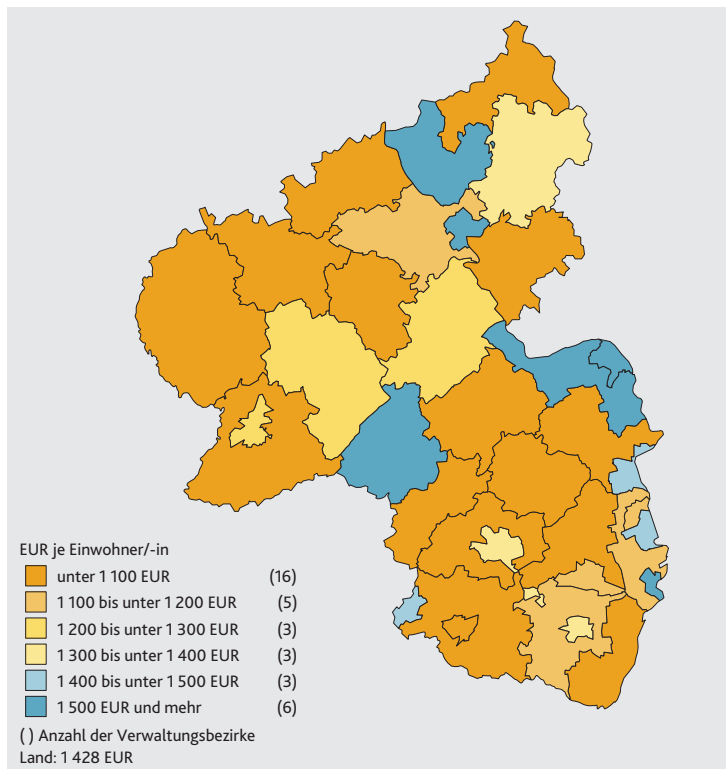 EUR je Einwohner/-in
unter 1 100 EUR (16)
1 100 bis unter 1 200 EUR (5)
1 200 bis unter 1 300 EUR (3)
1 300 bis unter 1 400 EUR (3)
1 400 bis unter 1 500 EUR (3)
1 500 EUR und mehr (6)
( ) Anzahl der Verwaltungsbezirke
Land: 1 428 EUR